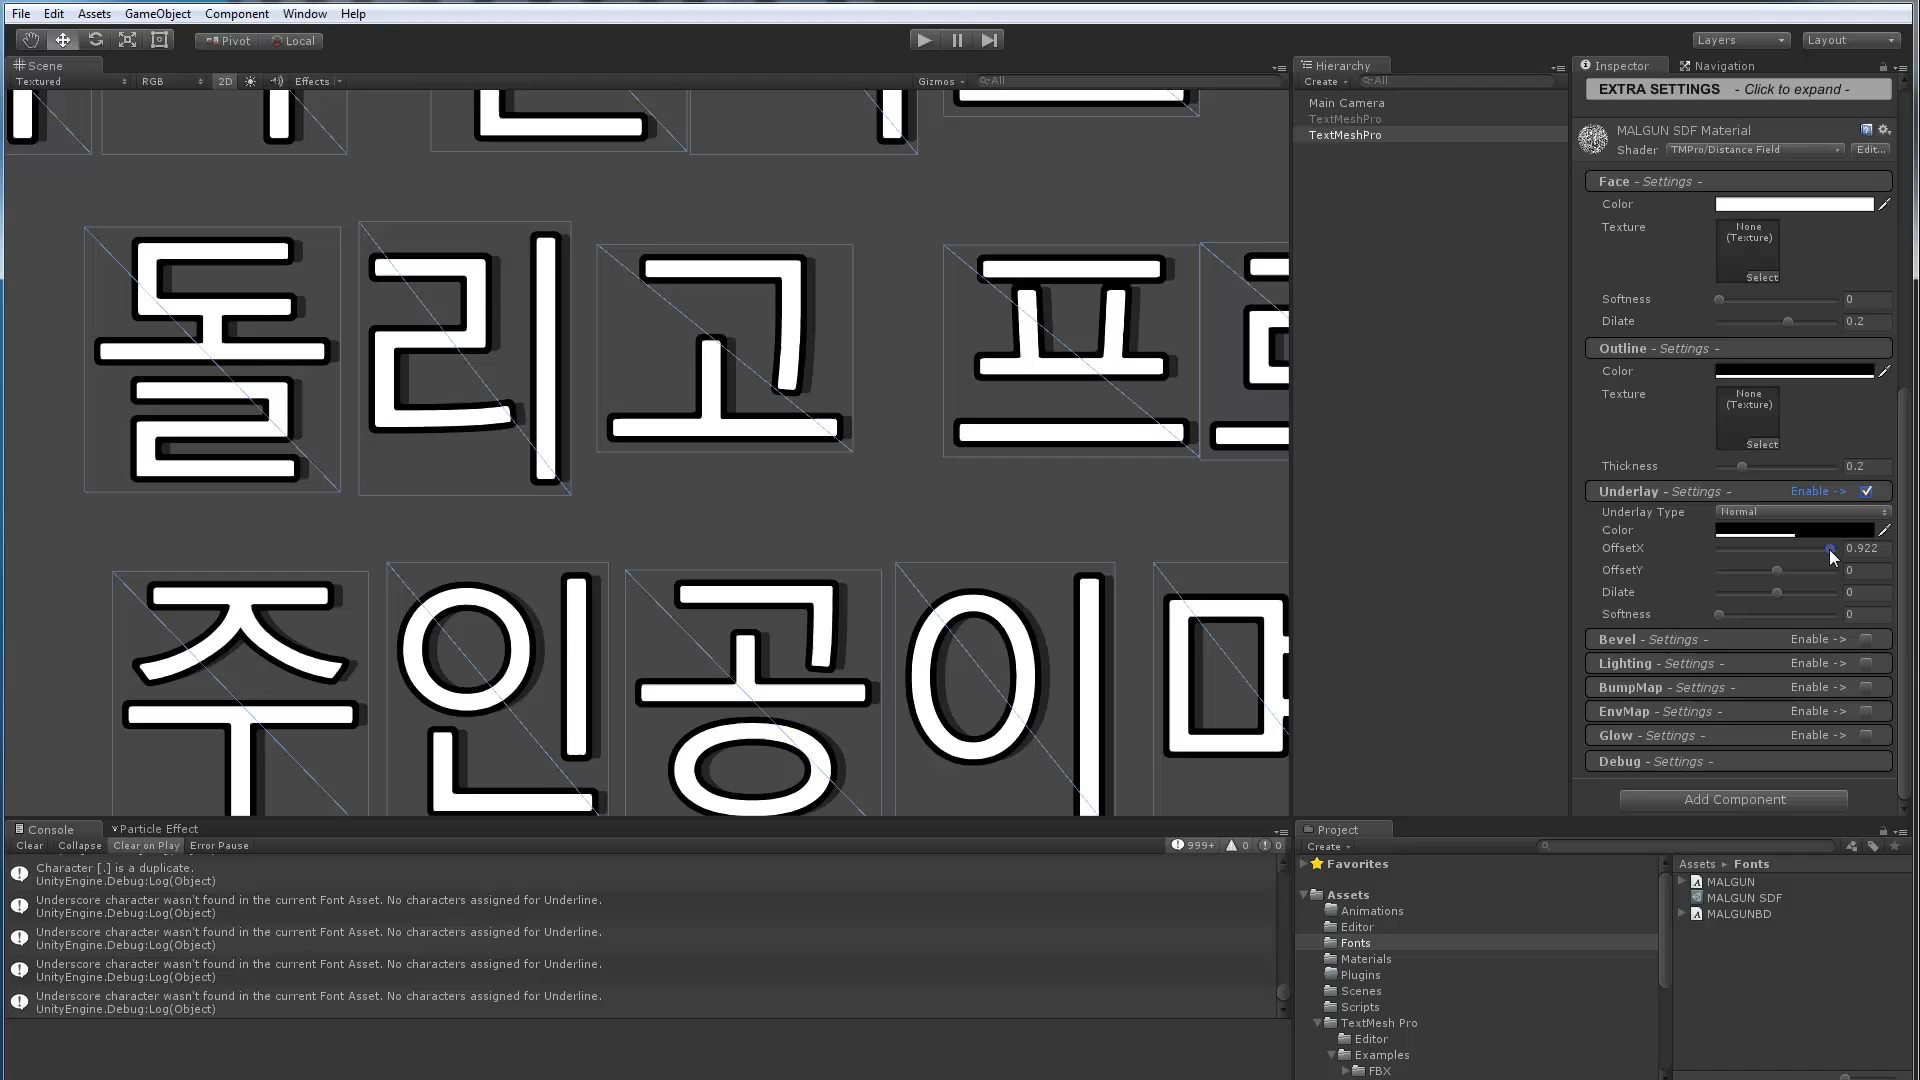 File Edit Assets GameObject Component Window Help
Pivot Local
Layers Layout
Scene
Textured RGB 2D Effects Gizmos All
돌리고
주인공이
Hierarchy
Create All
Main Camera
TextMeshPro
TextMeshPro
Inspector Navigation
EXTRA SETTINGS - Click to expand -
MALGUN SDF Material
Shader TMPro/Distance Field Edit...
Face - Settings -
Color
Texture None (Texture) Select
Softness 0
Dilate 0.2
Outline - Settings -
Color
Texture None (Texture) Select
Thickness 0.2
Underlay - Settings - Enable ->
Underlay Type Normal
Color
OffsetX 0.922
OffsetY 0
Dilate 0
Softness 0
Bevel - Settings - Enable ->
Lighting - Settings - Enable ->
BumpMap - Settings - Enable ->
EnvMap - Settings - Enable ->
Glow - Settings - Enable ->
Debug - Settings -
Add Component
Console Particle Effect
Clear Collapse Clear on Play Error Pause 999+ 0 0
Character [.] is a duplicate.
UnityEngine.Debug:Log(Object)
Underscore character wasn't found in the current Font Asset. No characters assigned for Underline.
UnityEngine.Debug:Log(Object)
Underscore character wasn't found in the current Font Asset. No characters assigned for Underline.
UnityEngine.Debug:Log(Object)
Underscore character wasn't found in the current Font Asset. No characters assigned for Underline.
UnityEngine.Debug:Log(Object)
Underscore character wasn't found in the current Font Asset. No characters assigned for Underline.
UnityEngine.Debug:Log(Object)
Project
Create
Favorites
Assets
Animations
Editor
Fonts
Materials
Plugins
Scenes
Scripts
TextMesh Pro
Editor
Examples
FBX
Assets Fonts
MALGUN
MALGUN SDF
MALGUNBD